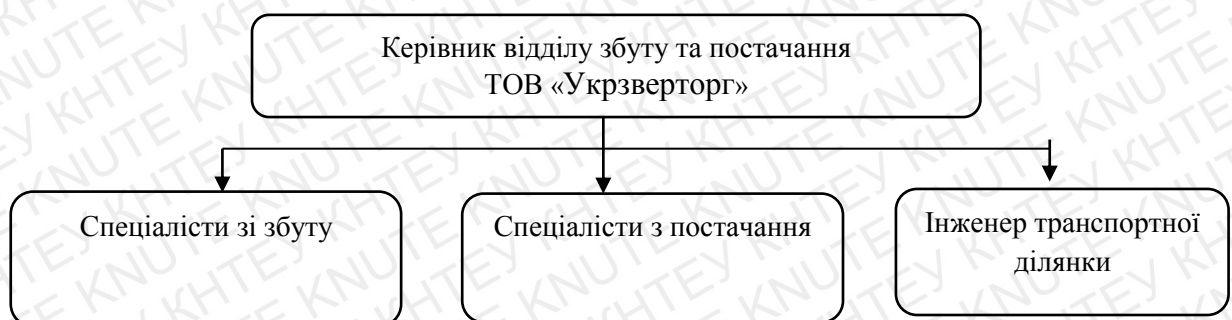 Керівник відділу збуту та постачання
ТОВ «Укрзверторг»
Спеціалісти зі збуту
Спеціалісти з постачання
Інженер транспортної
ділянки